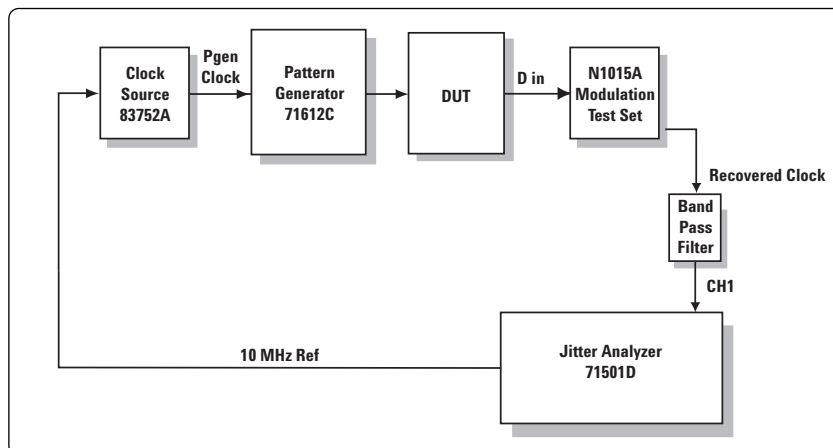 Clock
Source
83752A
Pgen
Clock
Pattern
Generator
71612C
DUT
D in
N1015A
Modulation
Test Set
Recovered Clock
Band
Pass
Filter
CH1
10 MHz Ref
Jitter Analyzer
71501D